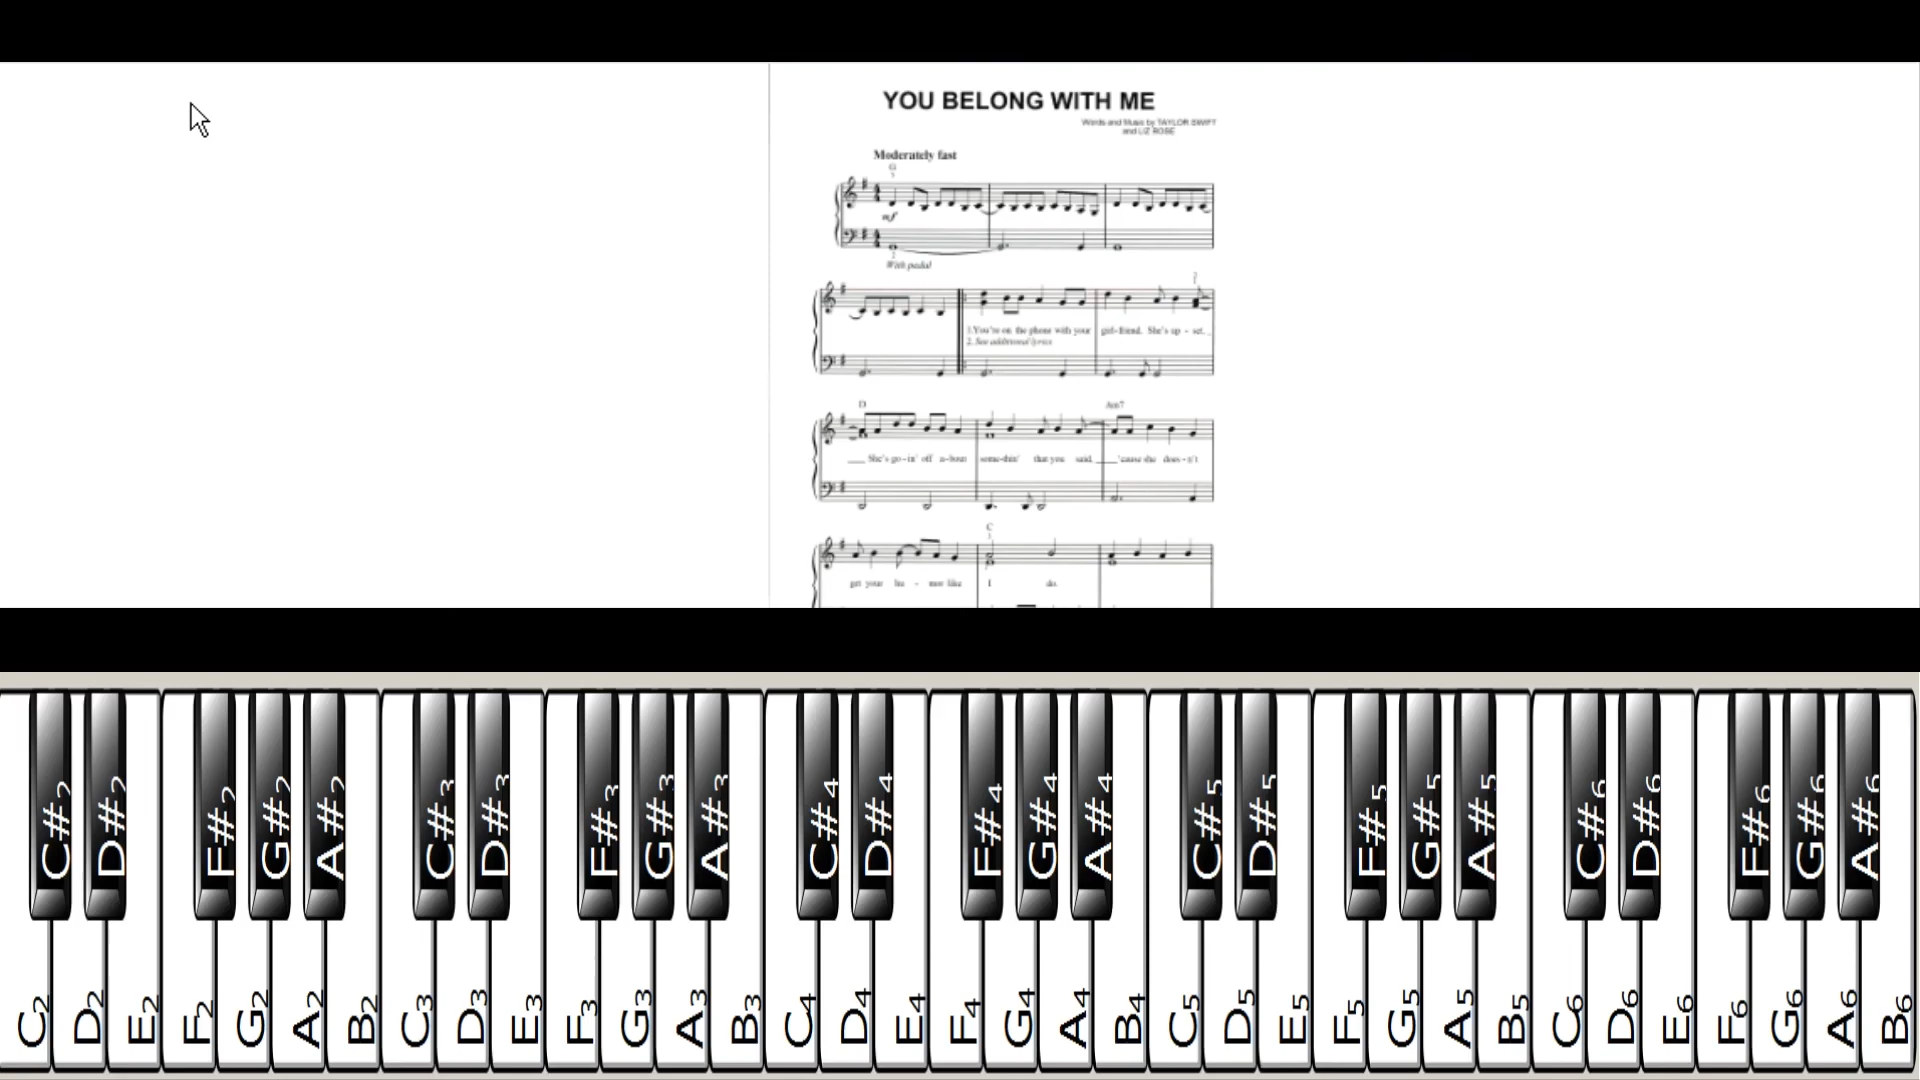 YOU BELONG WITH ME
Words and Music by TAYLOR SWIFT
and LIZ ROSE
Moderately fast
G
5
mf
2
With pedal
1.You're on the phone with your girl-friend. She's up - set.
2. See additional lyrics
D Am7
She's go-in' off a-bout some-thin' that you said, 'cause she does-n't
C
get your hu - mor like I do.
C#2 D#2 F#2 G#2 A#2 C#3 D#3 F#3 G#3 A#3 C#4 D#4 F#4 G#4 A#4 C#5 D#5 F#5 G#5 A#5 C#6 D#6 F#6 G#6 A#6
C2 D2 E2 F2 G2 A2 B2 C3 D3 E3 F3 G3 A3 B3 C4 D4 E4 F4 G4 A4 B4 C5 D5 E5 F5 G5 A5 B5 C6 D6 E6 F6 G6 A6 B6